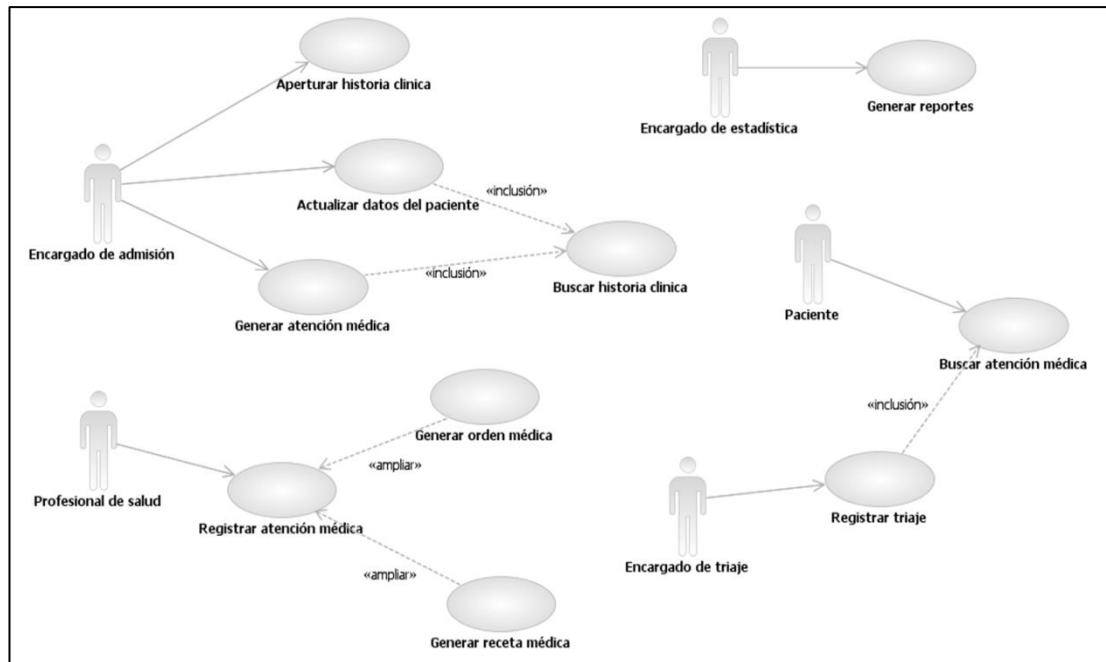 Aperturar historia clinica
Encargado de estadística
Generar reportes
Actualizar datos del paciente
«inclusión»
Encargado de admisión
«inclusión»
Buscar historia clinica
Generar atención médica
Paciente
Buscar atención médica
«inclusión»
Generar orden médica
«ampliar»
Profesional de salud
Registrar atención médica
Registrar triaje
Encargado de triaje
«ampliar»
Generar receta médica